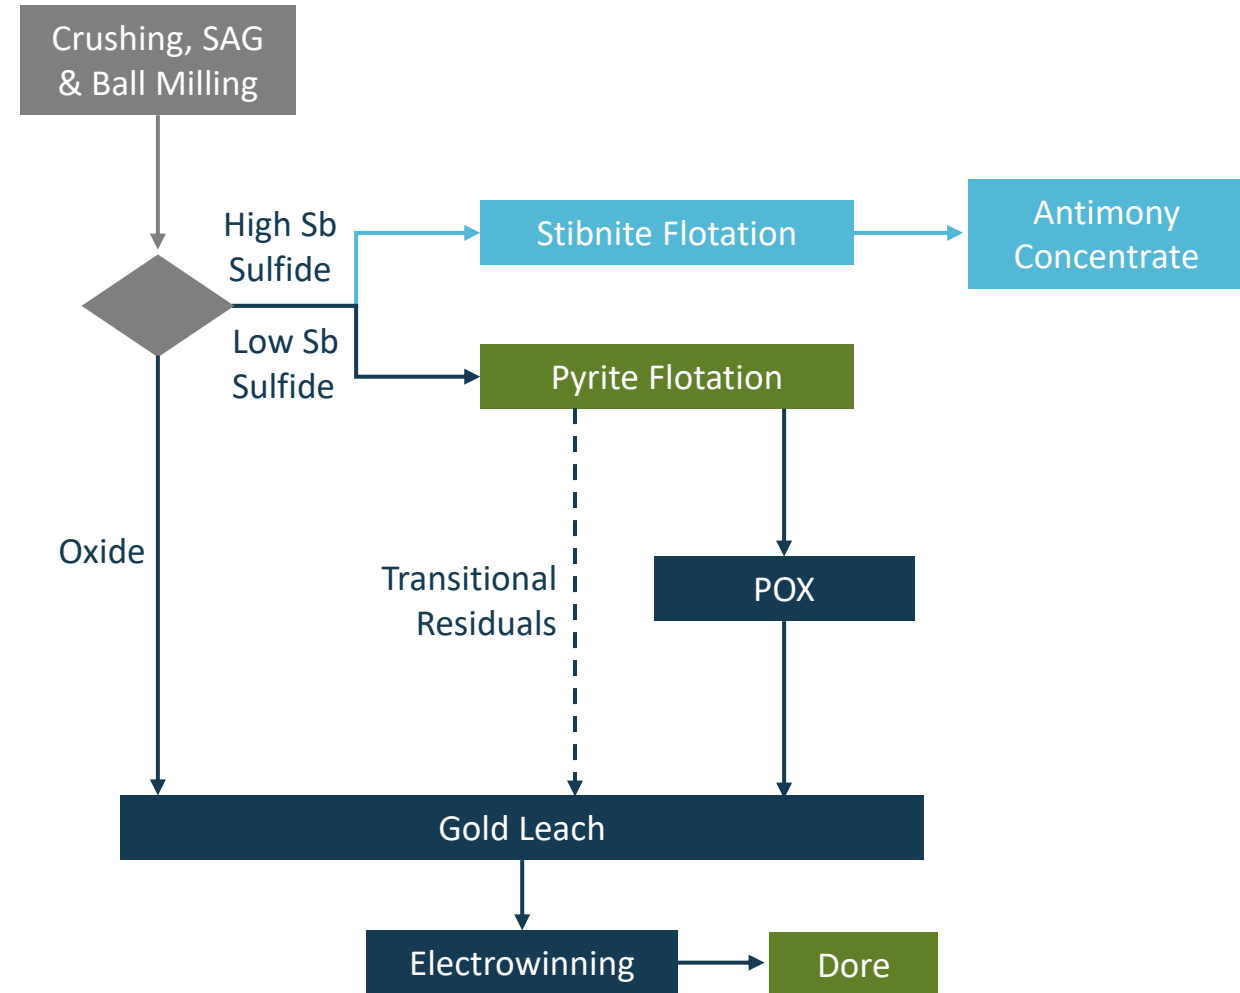 Crushing, SAG
& Ball Milling
High Sb
Sulfide
Stibnite Flotation
Antimony
Concentrate
Low Sb
Sulfide
Pyrite Flotation
Oxide
Transitional
Residuals
POX
Gold Leach
Electrowinning
Dore